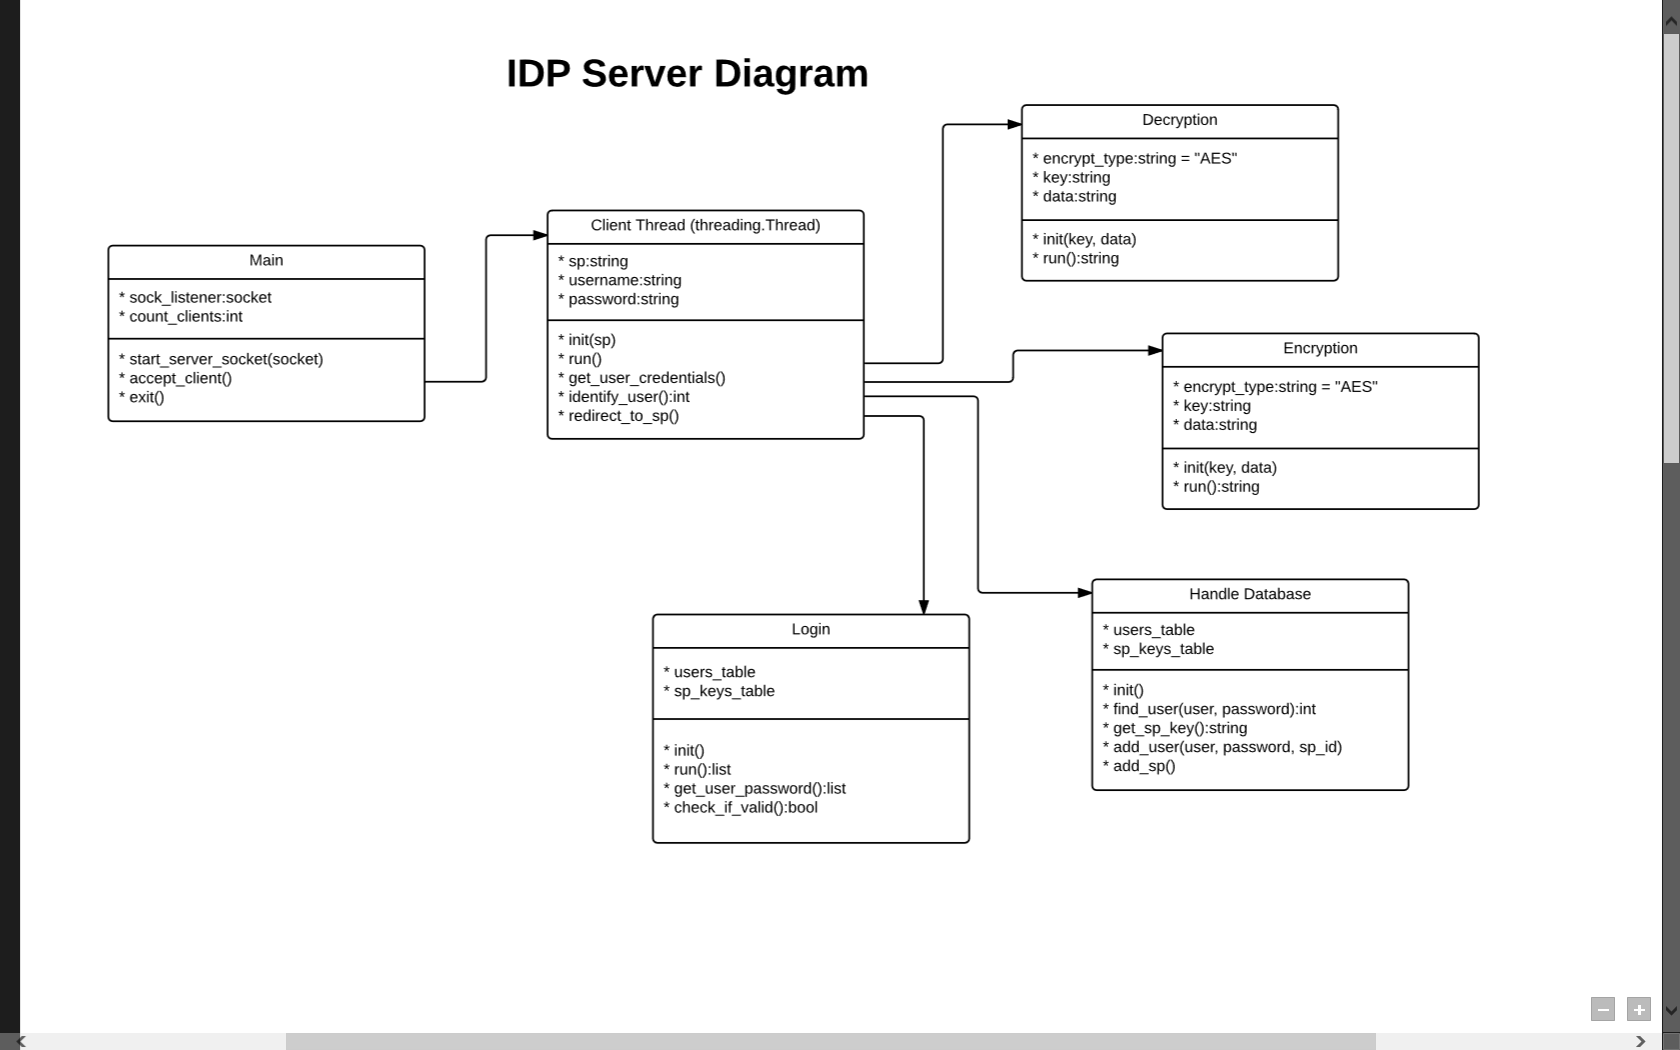 IDP Server Diagram
Main
* sock_listener:socket
* count_clients:int
* start_server_socket(socket)
* accept_client()
* exit()
Client Thread (threading.Thread)
* sp:string
* username:string
* password:string
* init(sp)
* run()
* get_user_credentials()
* identify_user():int
* redirect_to_sp()
Decryption
* encrypt_type:string = "AES"
* key:string
* data:string
* init(key, data)
* run():string
Encryption
* encrypt_type:string = "AES"
* key:string
* data:string
* init(key, data)
* run():string
Login
* users_table
* sp_keys_table
* init()
* run():list
* get_user_password():list
* check_if_valid():bool
Handle Database
* users_table
* sp_keys_table
* init()
* find_user(user, password):int
* get_sp_key():string
* add_user(user, password, sp_id)
* add_sp()